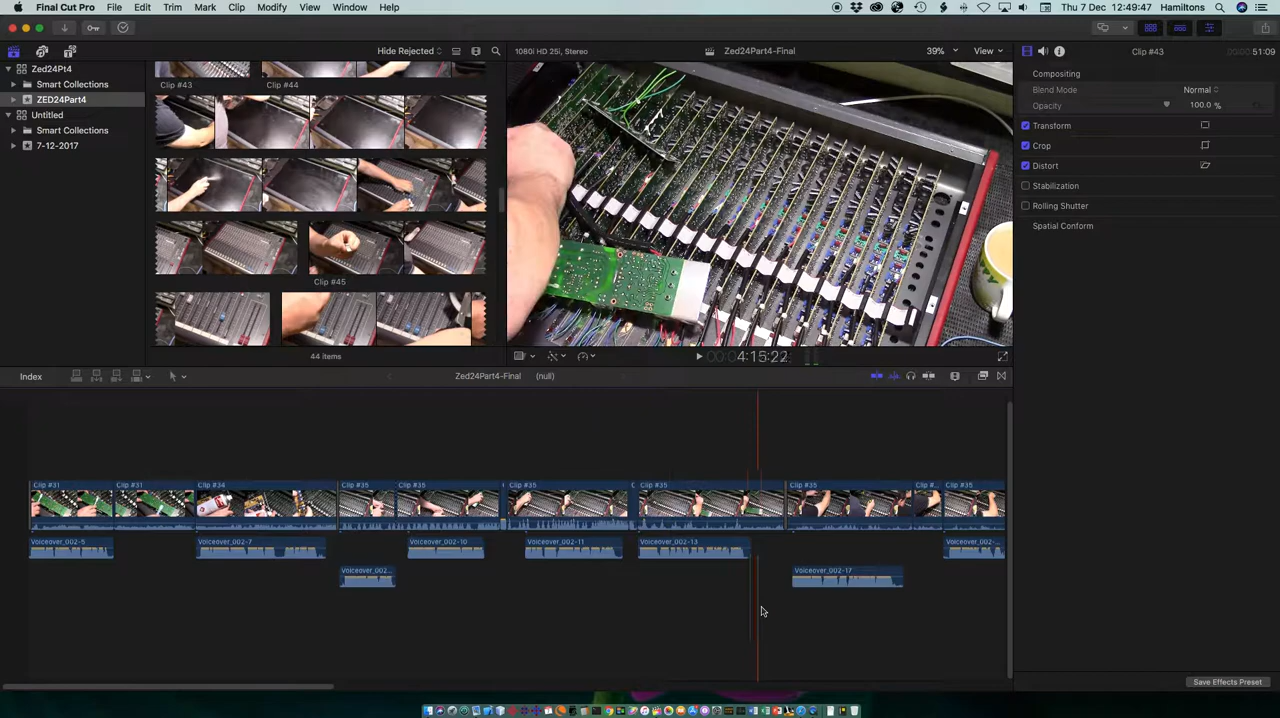 Final Cut Pro File Edit Trim Mark Clip Modify View Window Help Thu 7 Dec 12:49:47 Hamiltons
Hide Rejected 1080i HD 25i, Stereo Zed24Part4-Final 39% View Clip #43 51:09
Zed24Pt4
Smart Collections
ZED24Part4
Untitled
Smart Collections
7-12-2017
Clip #43 Clip #44
Clip #45
44 items
4:15:22
Compositing
Blend Mode Normal
Opacity 100.0 %
Transform
Crop
Distort
Stabilization
Rolling Shutter
Spatial Conform
Index Zed24Part4-Final (null)
Clip #31 Clip #31 Clip #34 Clip #35 Clip #35 Clip #35 Clip #35 Clip #35 Clip #... Clip #35
Voiceover_002-5 Voiceover_002-7 Voiceover_002-10 Voiceover_002-11 Voiceover_002-13 Voiceover_002-...
Voiceover_002... Voiceover_002-17
Save Effects Preset